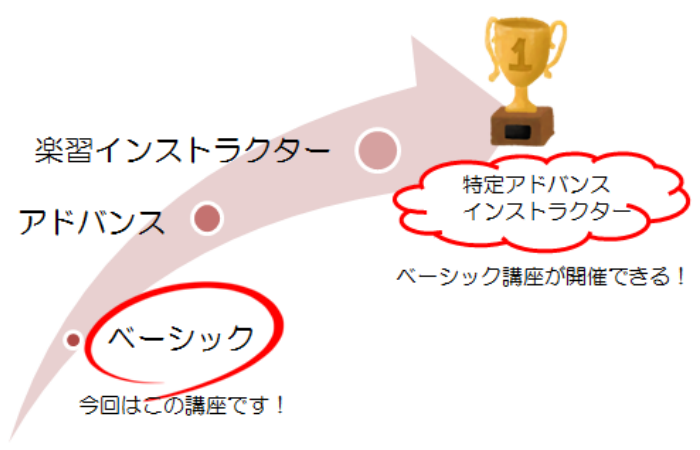 1
楽習インストラクター
特定アドバンス
インストラクター
アドバンス
ベーシック講座が開催できる！
ベーシック
今回はこの講座です！